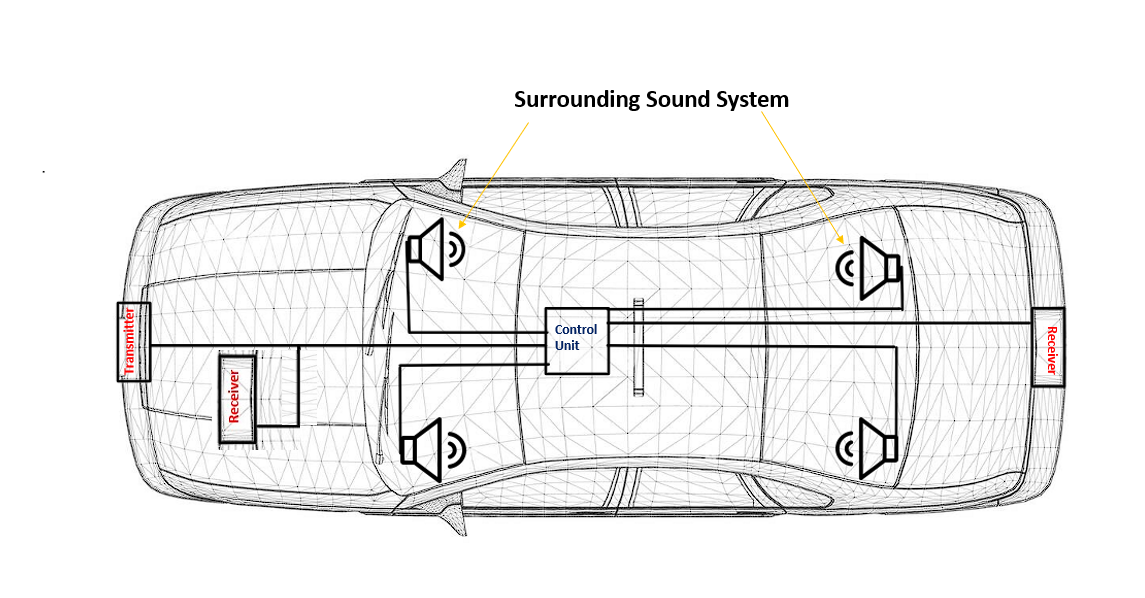 Surrounding Sound System
Transmitter
Receiver
Control
Unit
Receiver